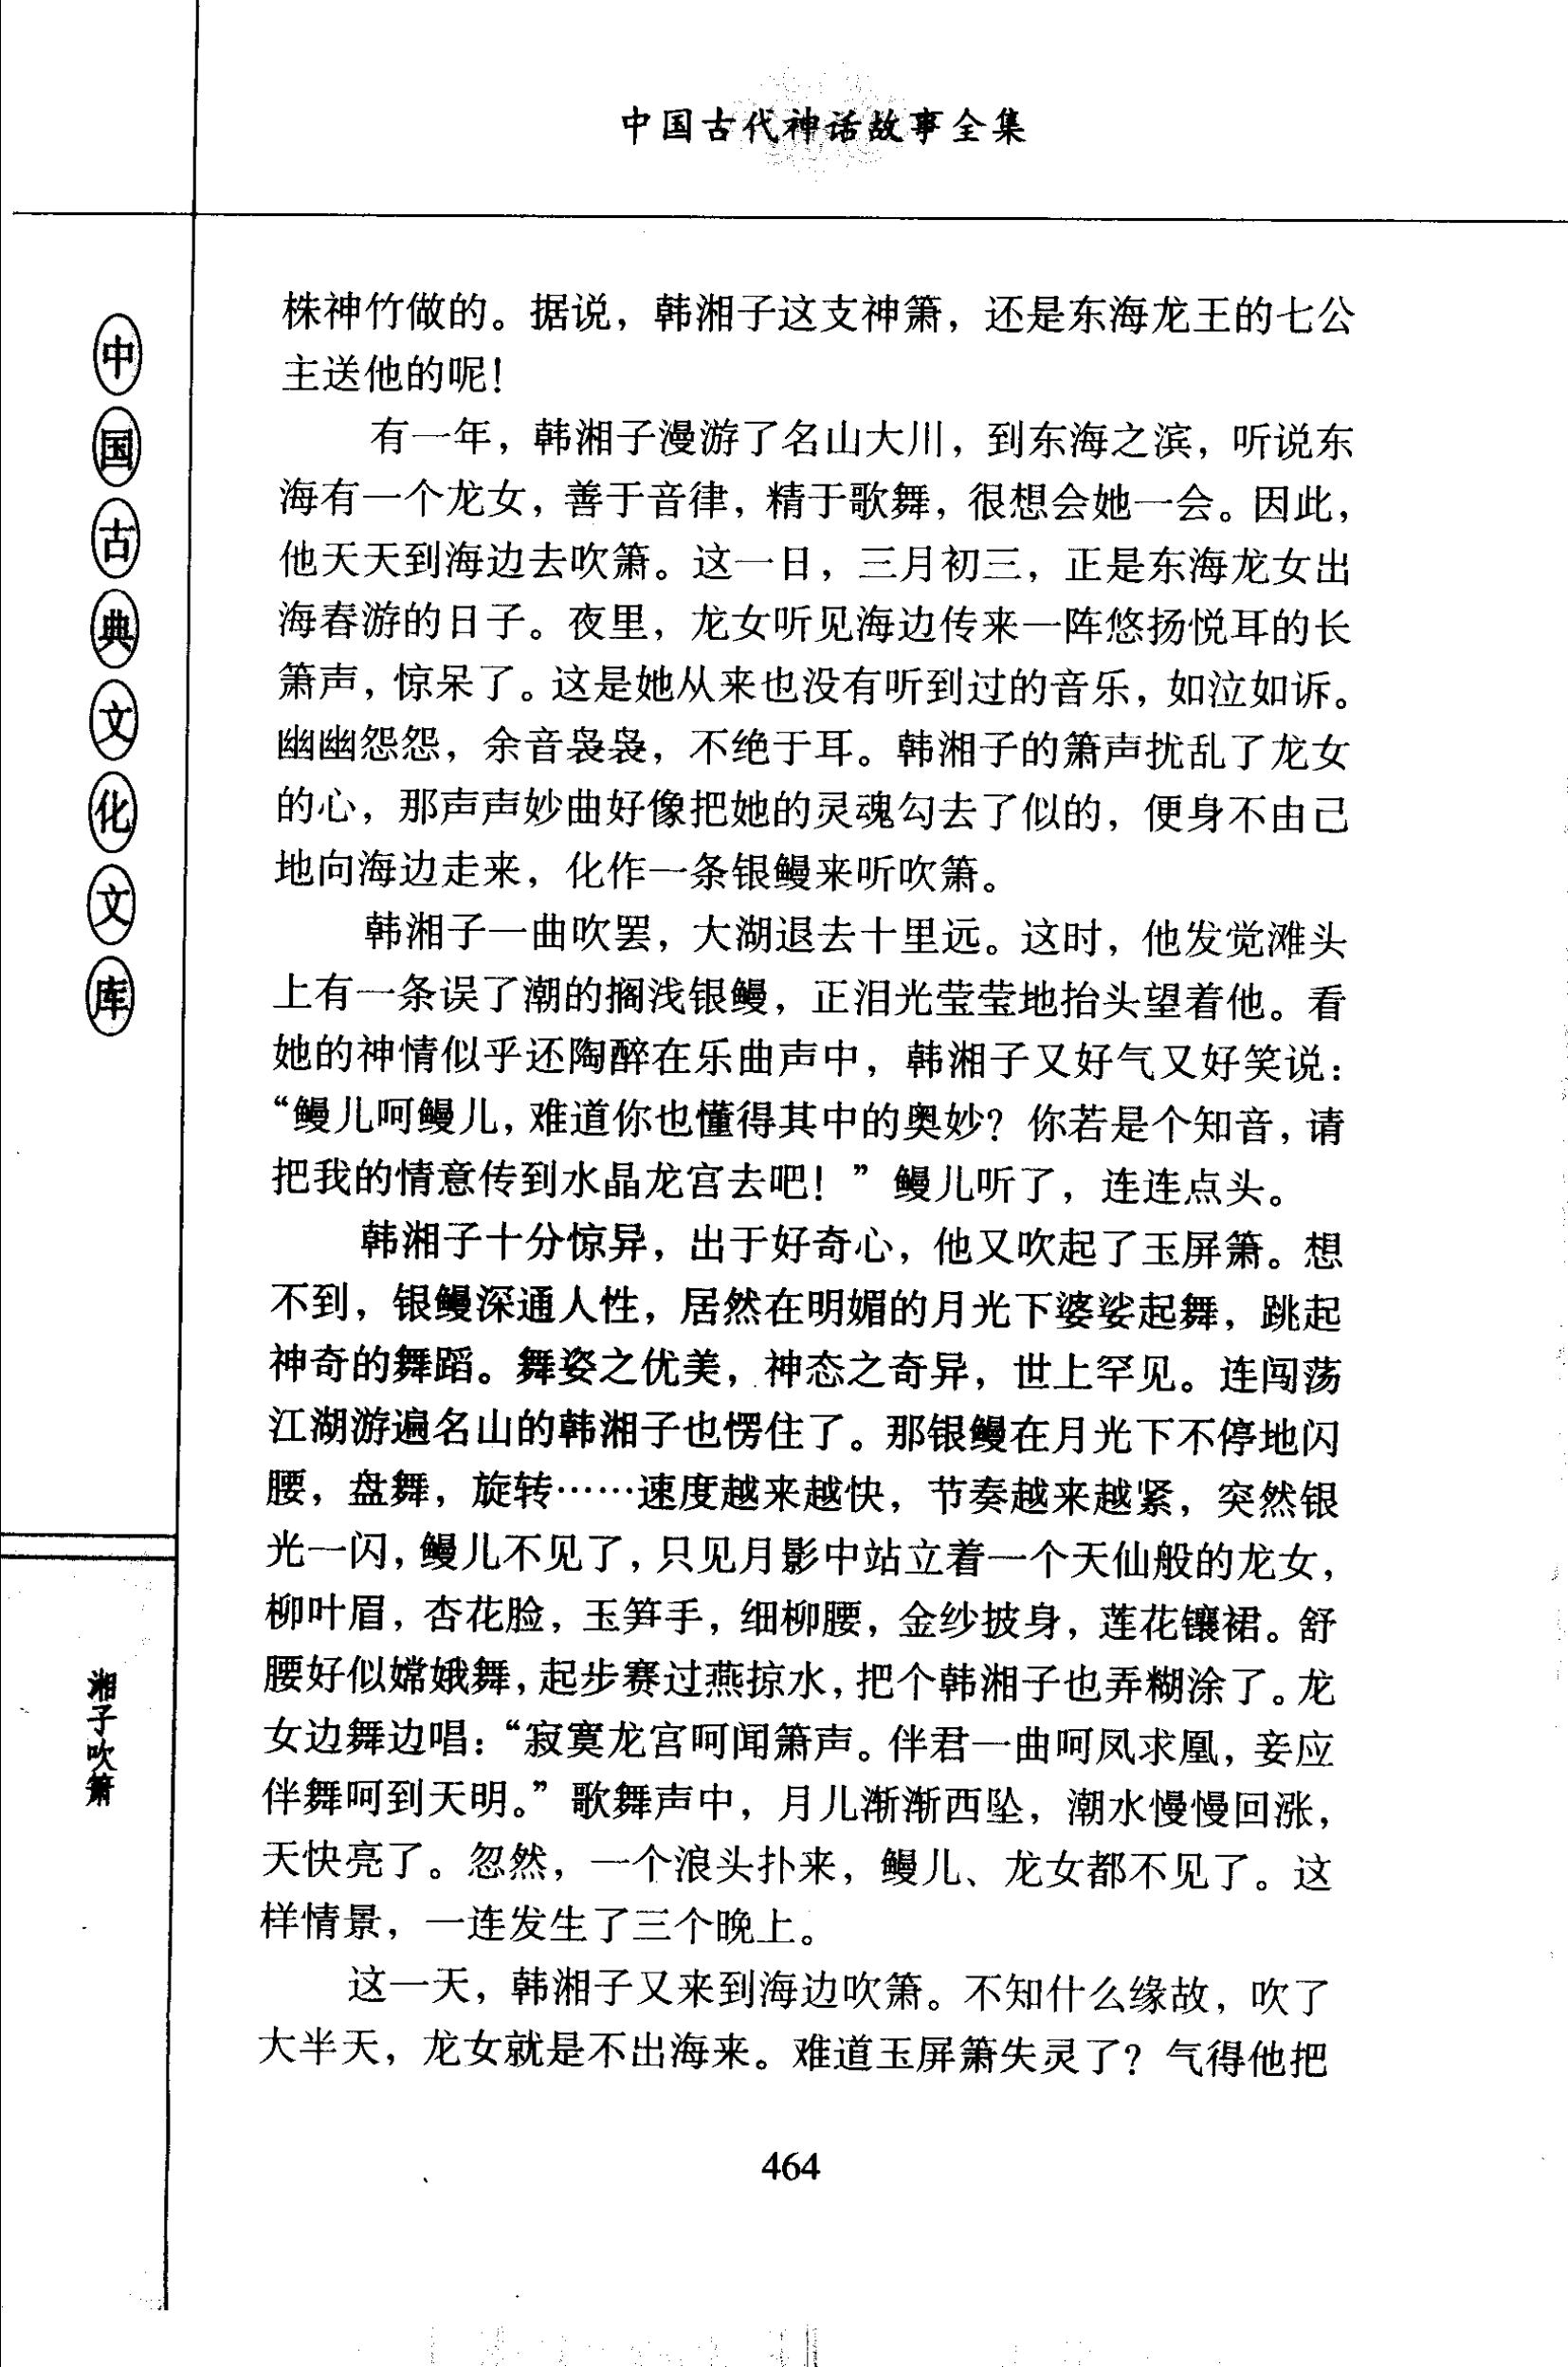 中国古代神话故事全集
中国古典文化文库
湘子吹箫
株神竹做的。据说，韩湘子这支神箫，还是东海龙王的七公
主送他的呢！
有一年，韩湘子漫游了名山大川，到东海之滨，听说东
海有一个龙女，善于音律，精于歌舞，很想会她一会。因此，
他天天到海边去吹箫。这一日，三月初三，正是东海龙女出
海春游的日子。夜里，龙女听见海边传来一阵悠扬悦耳的长
箫声，惊呆了。这是她从来也没有听到过的音乐，如泣如诉。
幽幽怨怨，余音袅袅，不绝于耳。韩湘子的箫声扰乱了龙女
的心，那声声妙曲好像把她的灵魂勾去了似的，便身不由己
地向海边走来，化作一条银鳗来听吹箫。
韩湘子一曲吹罢，大湖退去十里远。这时，他发觉滩头
上有一条误了潮的搁浅银鳗，正泪光莹莹地抬头望着他。看
她的神情似乎还陶醉在乐曲声中，韩湘子又好气又好笑说：
“鳗儿呵鳗儿，难道你也懂得其中的奥妙？你若是个知音，请
把我的情意传到水晶龙宫去吧！”鳗儿听了，连连点头。
韩湘子十分惊异，出于好奇心，他又吹起了玉屏箫。想
不到，银鳗深通人性，居然在明媚的月光下婆娑起舞，跳起
神奇的舞蹈。舞姿之优美，神态之奇异，世上罕见。连闯荡
江湖游遍名山的韩湘子也愣住了。那银鳗在月光下不停地闪
腰，盘舞，旋转……速度越来越快，节奏越来越紧，突然银
光一闪，鳗儿不见了，只见月影中站立着一个天仙般的龙女，
柳叶眉，杏花脸，玉笋手，细柳腰，金纱披身，莲花镶裙。舒
腰好似嫦娥舞，起步赛过燕掠水，把个韩湘子也弄糊涂了。龙
女边舞边唱：“寂寞龙宫呵闻箫声。伴君一曲呵凤求凰，妾应
伴舞呵到天明。”歌舞声中，月儿渐渐西坠，潮水慢慢回涨，
天快亮了。忽然，一个浪头扑来，鳗儿、龙女都不见了。这
样情景，一连发生了三个晚上。
这一天，韩湘子又来到海边吹箫。不知什么缘故，吹了
大半天，龙女就是不出海来。难道玉屏箫失灵了？气得他把
464